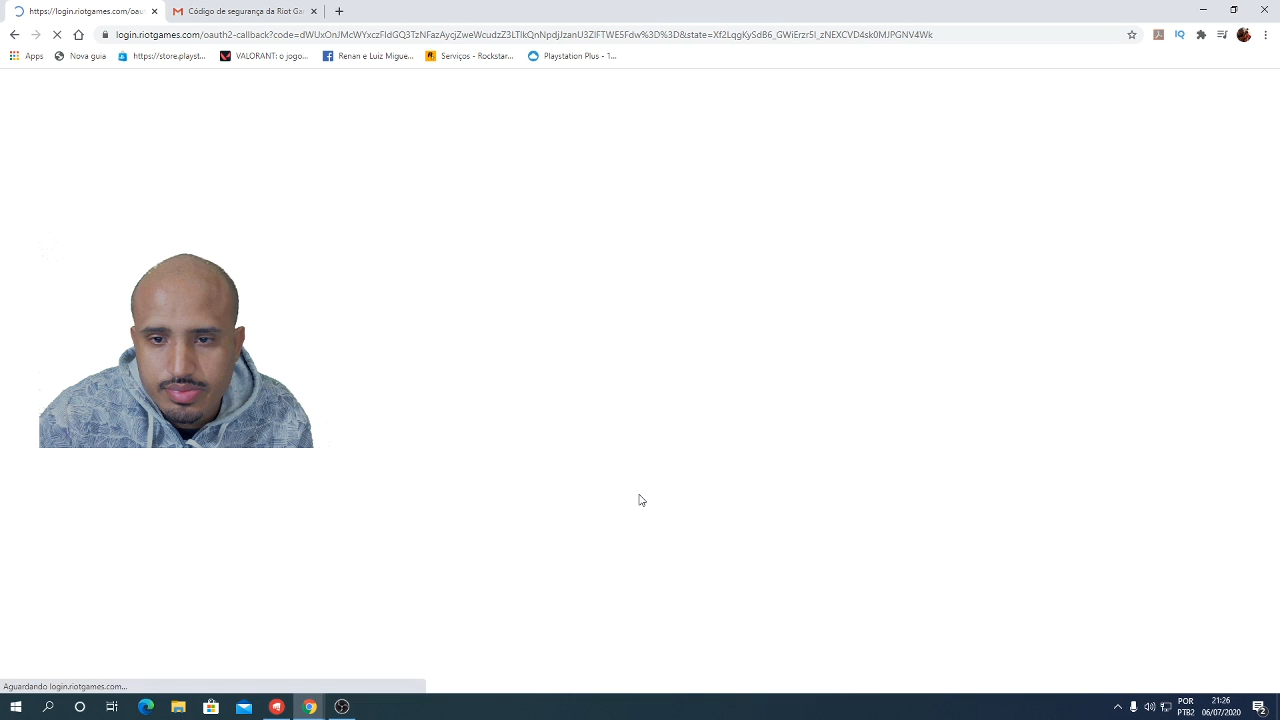 https://login.riotgames.com/oau
Código de segurança da Riot Ga
login.riotgames.com/oauth2-callback?code=dWUxOnJMcWYxczFldGQ3TzNFazAycjZweWcudzZ3LTlkQnNpdjJzanU3ZlFTWE5Fdw%3D%3D&state=Xf2LqgKySdB6_GWiErzr5I_zNEXCVD4sk0MJPGNV4Wk
Apps
Nova guia
https://store.playst...
VALORANT: o jogo...
Renan e Luiz Migue...
Serviços - Rockstar...
Playstation Plus - 1...
Aguardando login.riotgames.com...
POR
PTB2
21:26
06/07/2020
2